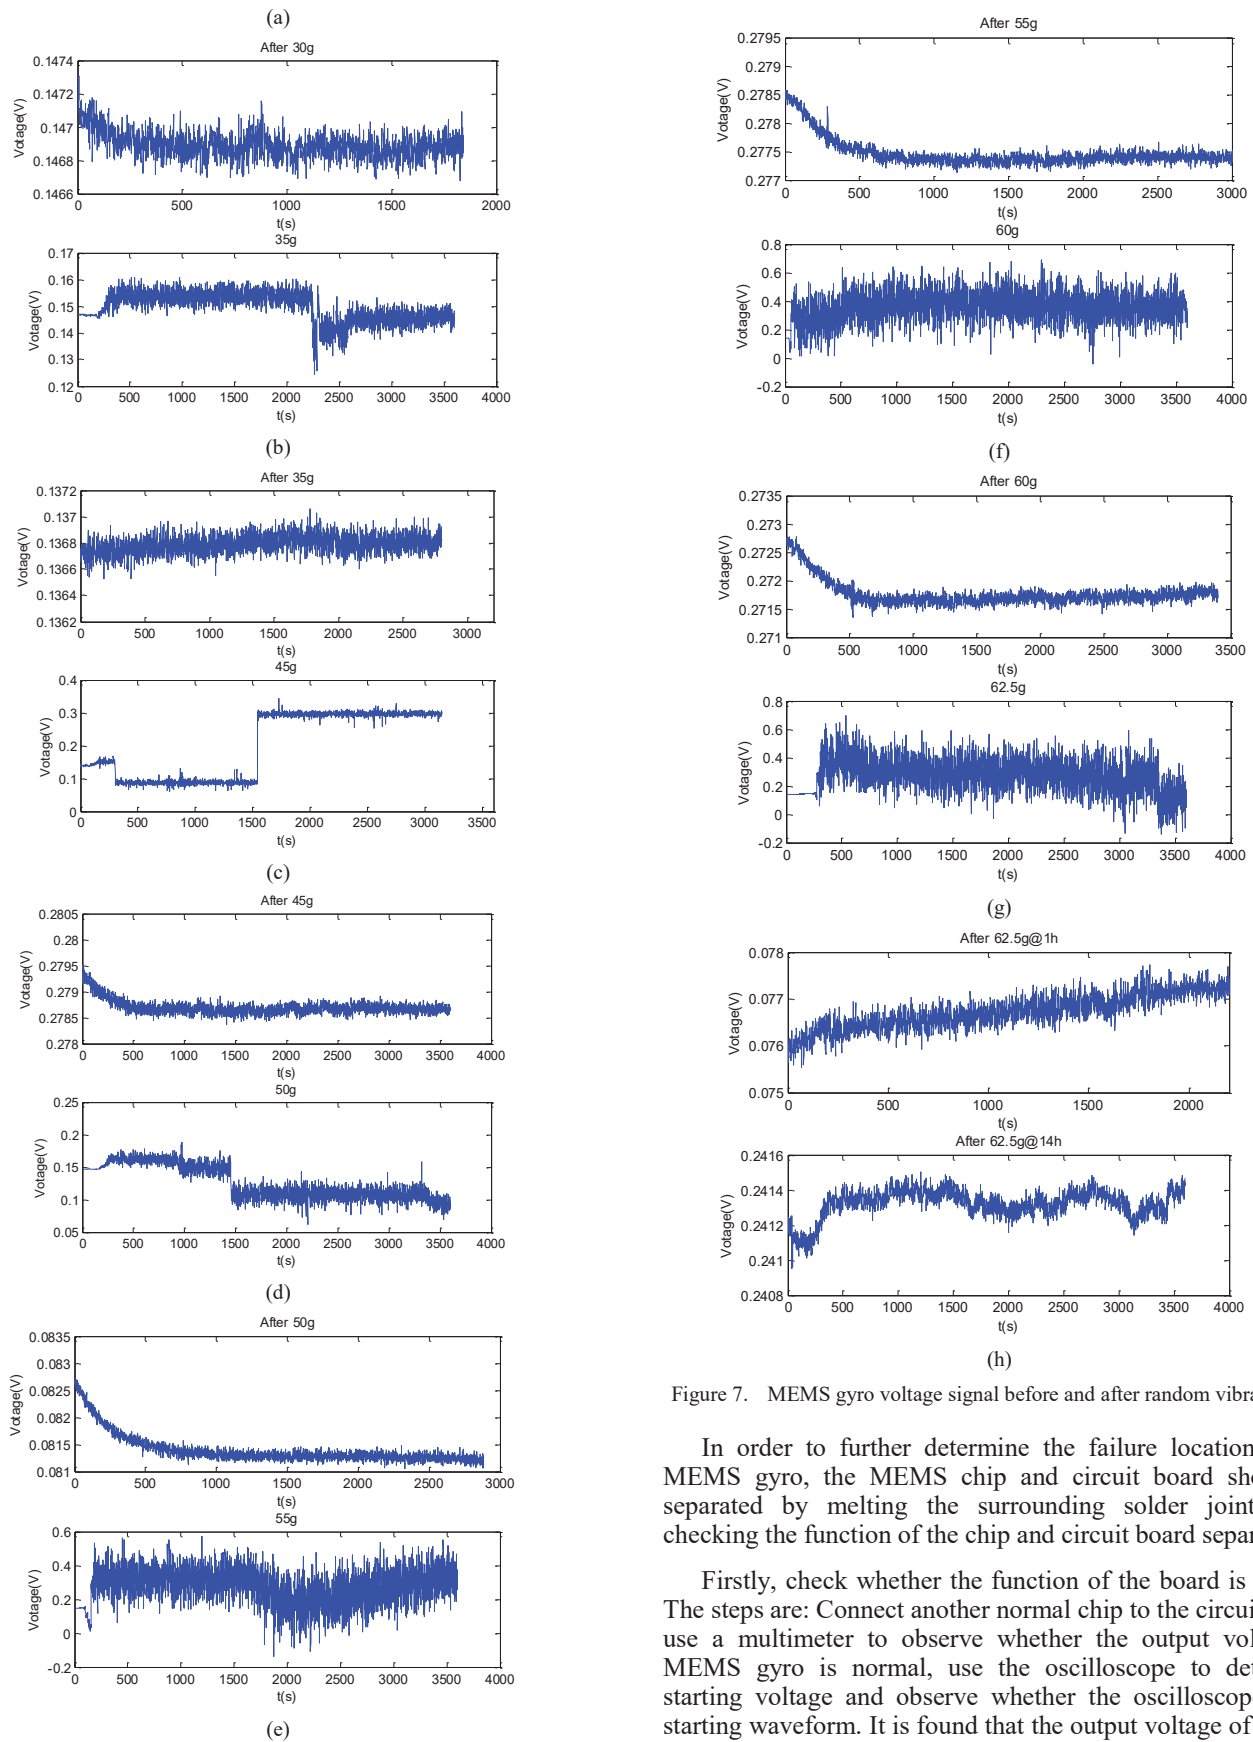 (a)
After 30g
0.1474
0.1472
0.147
0.1468
0.1466
Votage(V)
0 500 1000 1500 2000
t(s)
35g
0.17
0.16
0.15
0.14
0.13
0.12
Votage(V)
0 500 1000 1500 2000 2500 3000 3500 4000
t(s)
(b)
After 35g
0.1372
0.137
0.1368
0.1366
0.1364
0.1362
Votage(V)
0 500 1000 1500 2000 2500 3000
t(s)
45g
0.4
0.3
0.2
0.1
0
Votage(V)
0 500 1000 1500 2000 2500 3000 3500
t(s)
(c)
After 45g
0.2805
0.28
0.2795
0.279
0.2785
0.278
Votage(V)
0 500 1000 1500 2000 2500 3000 3500 4000
t(s)
50g
0.25
0.2
0.15
0.1
0.05
Votage(V)
0 500 1000 1500 2000 2500 3000 3500 4000
t(s)
(d)
After 50g
0.0835
0.083
0.0825
0.082
0.0815
0.081
Votage(V)
0 500 1000 1500 2000 2500 3000
t(s)
55g
0.6
0.4
0.2
0
-0.2
Votage(V)
0 500 1000 1500 2000 2500 3000 3500 4000
t(s)
(e)
After 55g
0.2795
0.279
0.2785
0.278
0.2775
0.277
Votage(V)
0 500 1000 1500 2000 2500 3000
t(s)
60g
0.8
0.6
0.4
0.2
0
-0.2
Votage(V)
0 500 1000 1500 2000 2500 3000 3500 4000
t(s)
(f)
After 60g
0.2735
0.273
0.2725
0.272
0.2715
0.271
Votage(V)
0 500 1000 1500 2000 2500 3000 3500
t(s)
62.5g
0.8
0.6
0.4
0.2
0
-0.2
Votage(V)
0 500 1000 1500 2000 2500 3000 3500 4000
t(s)
(g)
After 62.5g@1h
0.078
0.077
0.076
0.075
Votage(V)
0 500 1000 1500 2000
t(s)
After 62.5g@14h
0.2416
0.2414
0.2412
0.241
0.2408
Votage(V)
0 500 1000 1500 2000 2500 3000 3500 4000
t(s)
(h)
Figure 7. MEMS gyro voltage signal before and after random vibra
In order to further determine the failure location
MEMS gyro, the MEMS chip and circuit board sho
separated by melting the surrounding solder joint
checking the function of the chip and circuit board separ
Firstly, check whether the function of the board is
The steps are: Connect another normal chip to the circui
use a multimeter to observe whether the output vol
MEMS gyro is normal, use the oscilloscope to det
starting voltage and observe whether the oscilloscope
starting waveform. It is found that the output voltage of